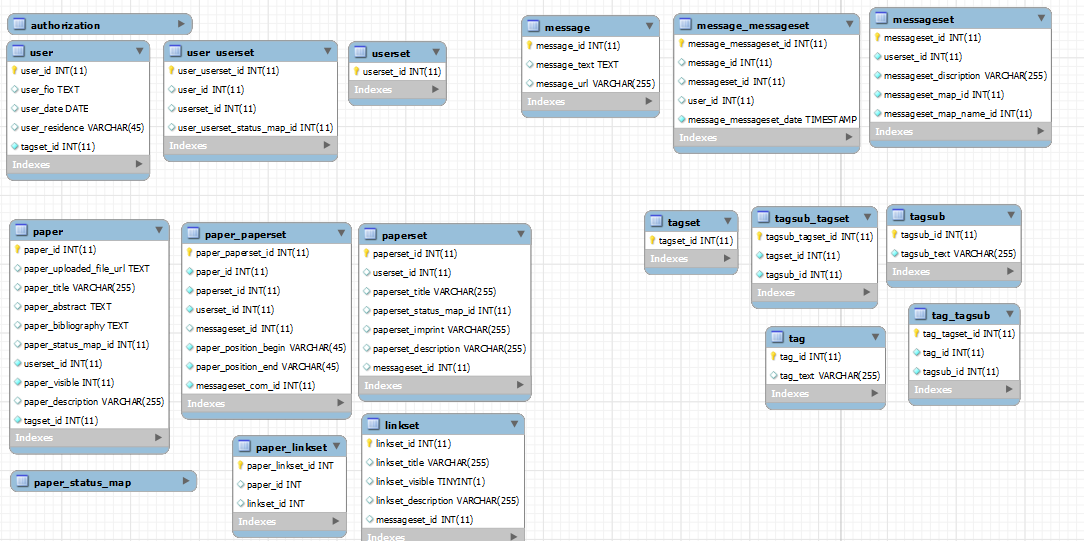 authorization
user
user_id INT(11)
user_fio TEXT
user_date DATE
user_residence VARCHAR(45)
tagset_id INT(11)
Indexes
user_userset
user_userset_id INT(11)
user_id INT(11)
userset_id INT(11)
user_userset_status_map_id INT(11)
Indexes
userset
userset_id INT(11)
Indexes
message
message_id INT(11)
message_text TEXT
message_url VARCHAR(255)
Indexes
message_messageset
message_messageset_id INT(11)
message_id INT(11)
messageset_id INT(11)
user_id INT(11)
message_messageset_date TIMESTAMP
Indexes
messageset
messageset_id INT(11)
userset_id INT(11)
messageset_discription VARCHAR(255)
messageset_map_id INT(11)
messageset_map_name_id INT(11)
Indexes
paper
paper_id INT(11)
paper_uploaded_file_url TEXT
paper_title VARCHAR(255)
paper_abstract TEXT
paper_bibliography TEXT
paper_status_map_id INT(11)
userset_id INT(11)
paper_visible INT(11)
paper_description VARCHAR(255)
tagset_id INT(11)
Indexes
paper_paperset
paper_paperset_id INT(11)
paper_id INT(11)
paperset_id INT(11)
userset_id INT(11)
messageset_id INT(11)
paper_position_begin VARCHAR(45)
paper_position_end VARCHAR(45)
messageset_com_id INT(11)
Indexes
paperset
paperset_id INT(11)
userset_id INT(11)
paperset_title VARCHAR(255)
paperset_status_map_id INT(11)
paperset_imprint VARCHAR(255)
paperset_description VARCHAR(255)
messageset_id INT(11)
Indexes
tagset
tagset_id INT(11)
Indexes
tagsub_tagset
tagsub_tagset_id INT(11)
tagset_id INT(11)
tagsub_id INT(11)
Indexes
tagsub
tagsub_id INT(11)
tagsub_text VARCHAR(255)
Indexes
tag
tag_id INT(11)
tag_text VARCHAR(255)
Indexes
tag_tagsub
tag_tagset_id INT(11)
tag_id INT(11)
tagsub_id INT(11)
Indexes
paper_status_map
paper_linkset
paper_linkset_id INT
paper_id INT
linkset_id INT
Indexes
linkset
linkset_id INT(11)
linkset_title VARCHAR(255)
linkset_visible TINYINT(1)
linkset_description VARCHAR(255)
messageset_id INT(11)
Indexes